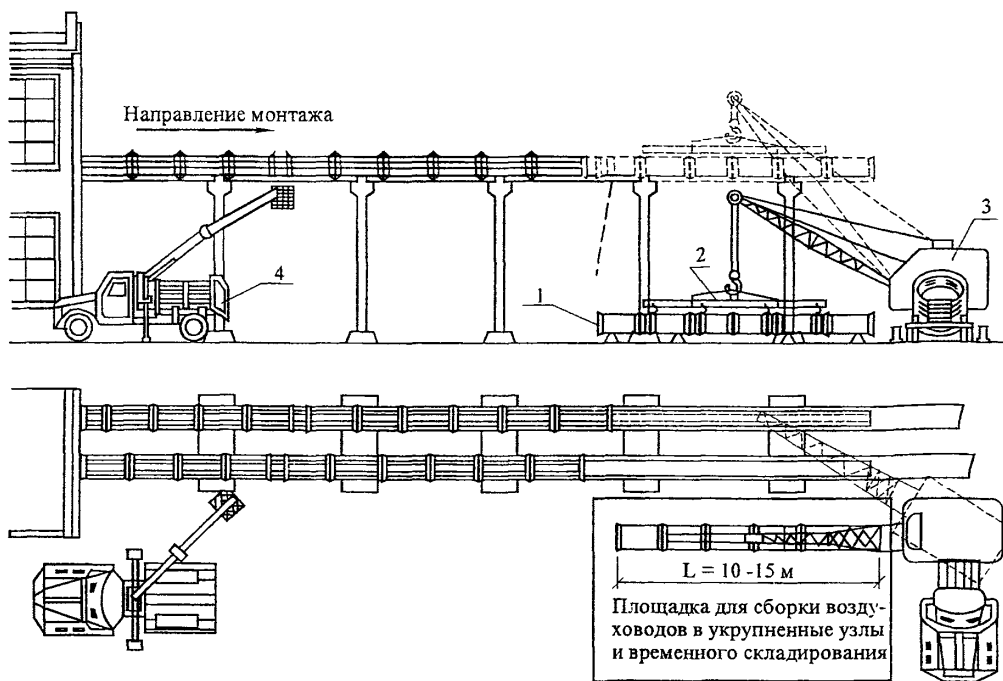 Направление монтажа
3
4
2
1
L = 10 -15 м
Площадка для сборки возду-
ховодов в укрупненные узлы
и временного складирования